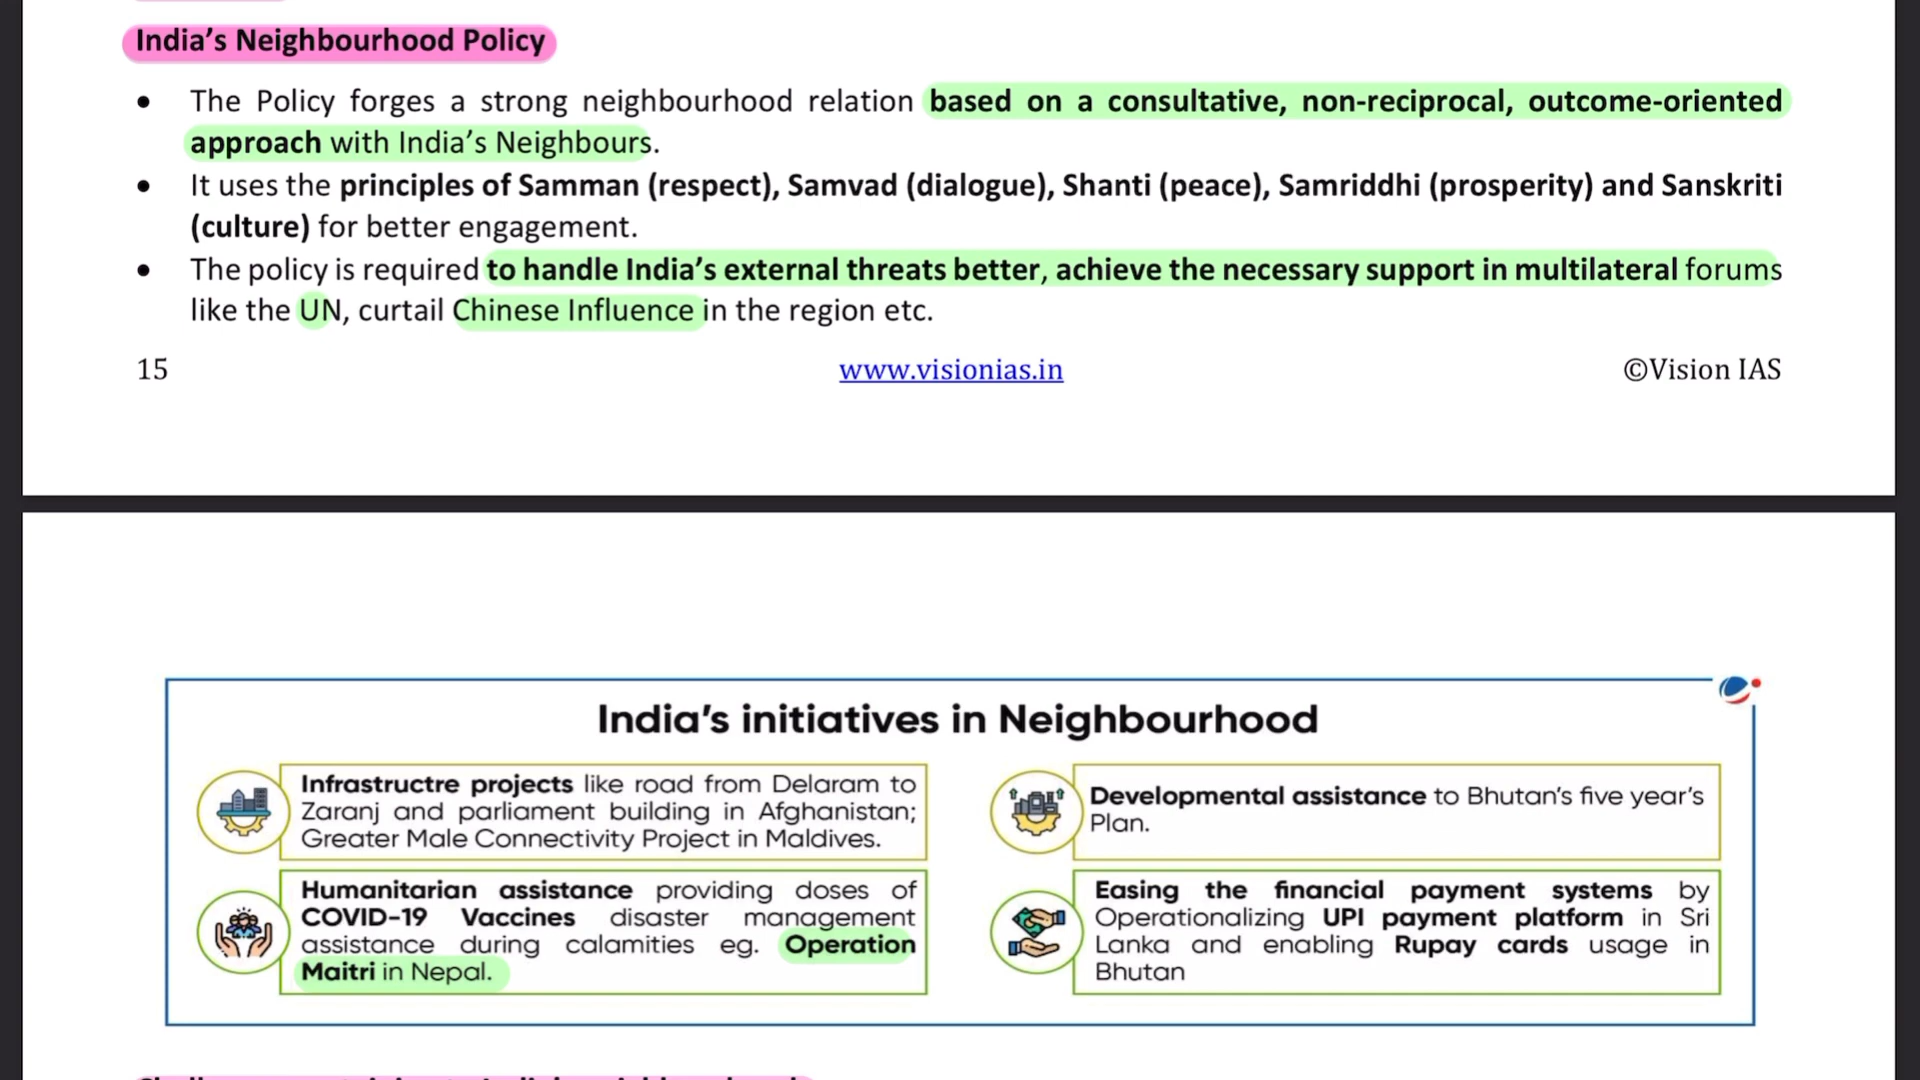 India’s Neighbourhood Policy
• The Policy forges a strong neighbourhood relation based on a consultative, non-reciprocal, outcome-oriented
approach with India’s Neighbours.
• It uses the principles of Samman (respect), Samvad (dialogue), Shanti (peace), Samriddhi (prosperity) and Sanskriti
(culture) for better engagement.
• The policy is required to handle India’s external threats better, achieve the necessary support in multilateral forums
like the UN, curtail Chinese Influence in the region etc.
15 www.visionias.in ©Vision IAS
India’s initiatives in Neighbourhood
Infrastructre projects like road from Delaram to
Zaranj and parliament building in Afghanistan;
Greater Male Connectivity Project in Maldives.
Developmental assistance to Bhutan’s five year’s
Plan.
Humanitarian assistance providing doses of
COVID-19 Vaccines disaster management
assistance during calamities eg. Operation
Maitri in Nepal.
Easing the financial payment systems by
Operationalizing UPI payment platform in Sri
Lanka and enabling Rupay cards usage in
Bhutan